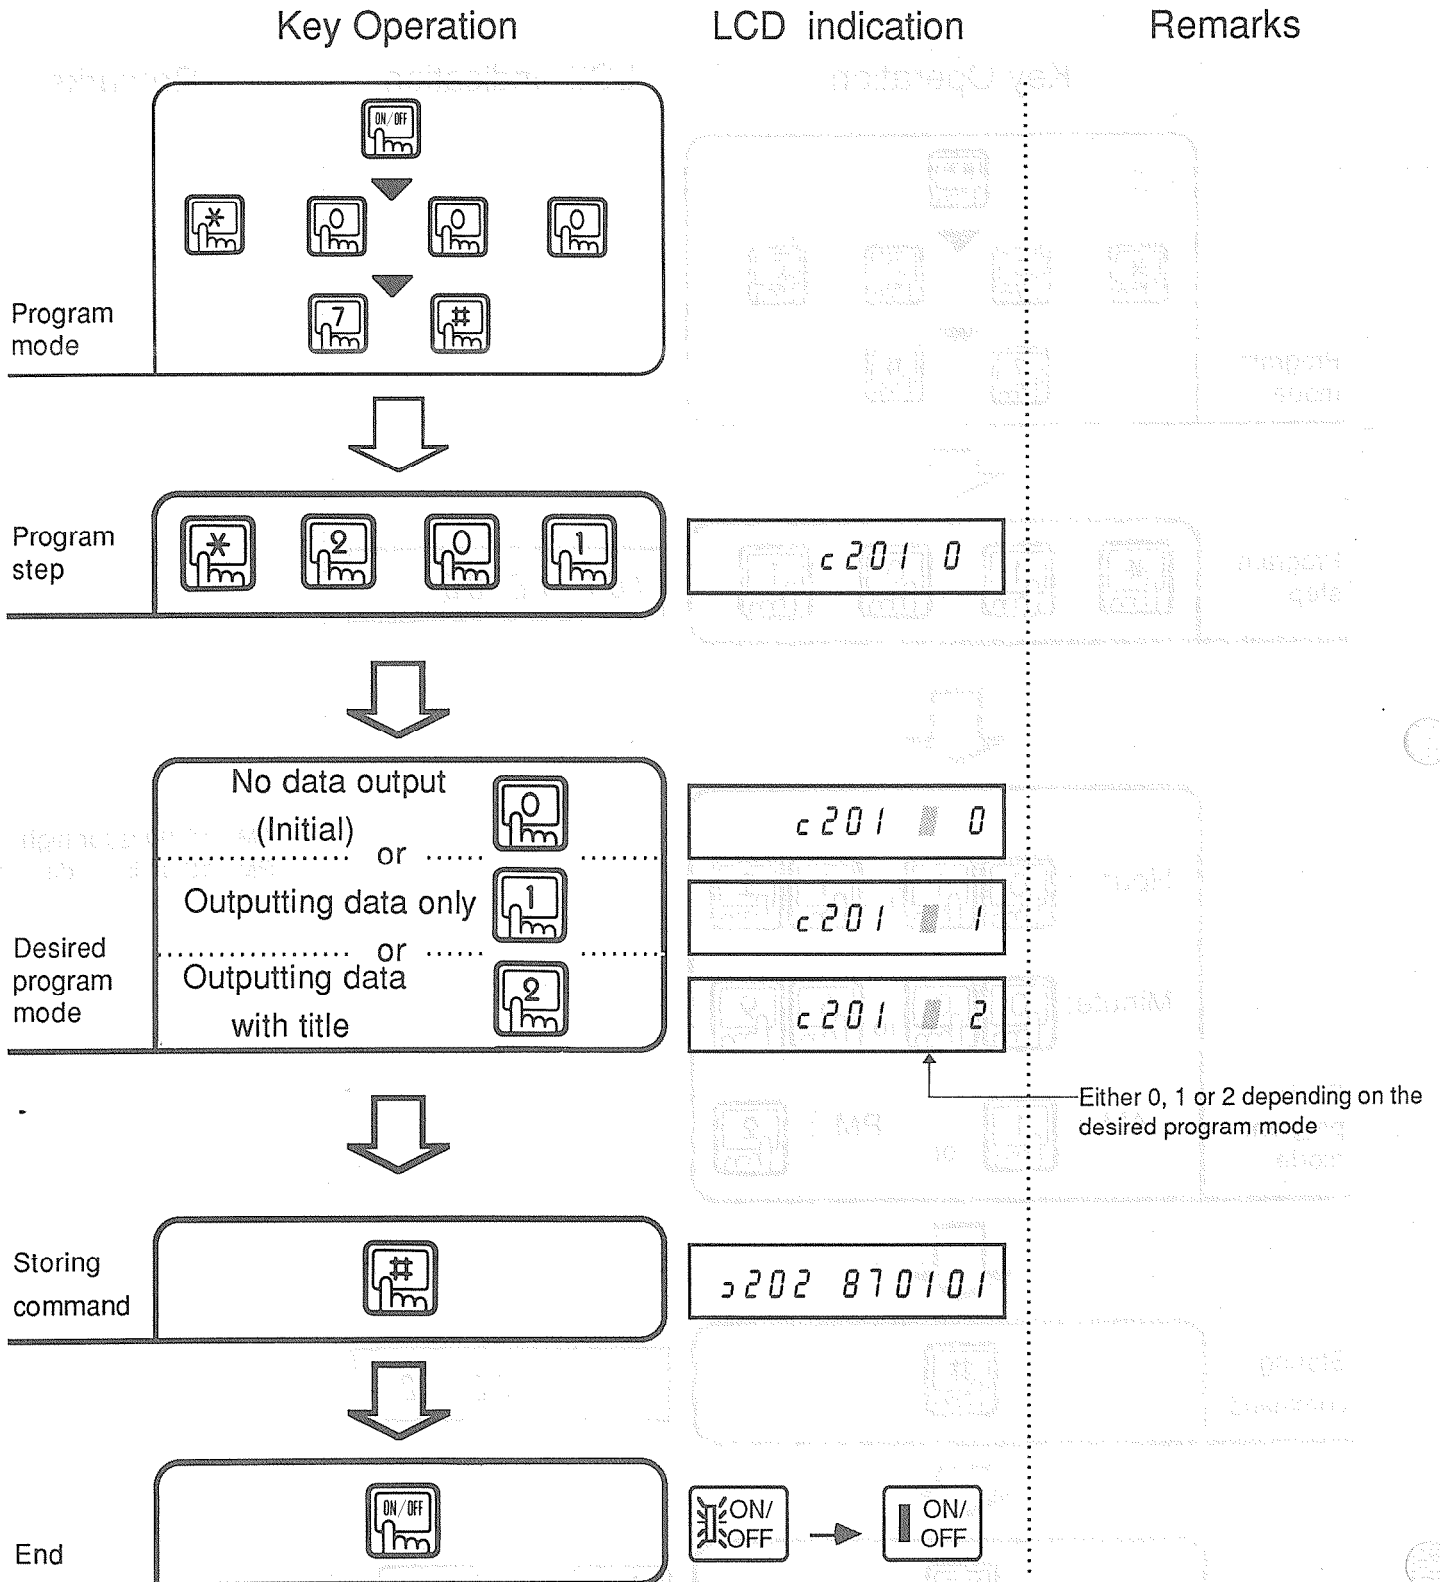 Key Operation LCD indication Remarks
ON/OFF
* 0 0 0
7 #
Program
mode
Program
step
* 2 0 1
c201 0
No data output
(Initial)
0
c201 0
or
Outputting data only
1
c201 1
or
Outputting data
with title
2
c201 2
Desired
program
mode
Either 0, 1 or 2 depending on the
desired program mode
Storing
command
#
ɔ202 870101
End
ON/OFF
ON/
OFF
ON/
OFF